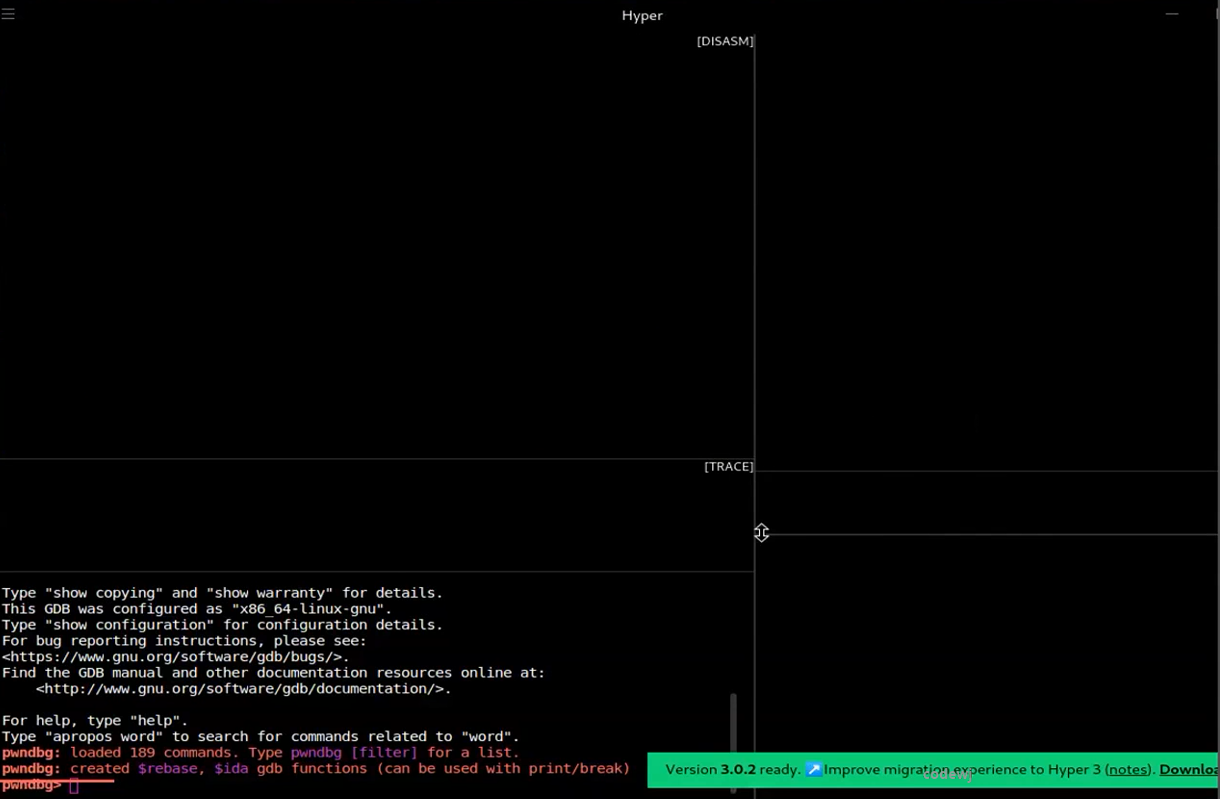 Hyper
[DISASM]
[TRACE]
Type "show copying" and "show warranty" for details.
This GDB was configured as "x86_64-linux-gnu".
Type "show configuration" for configuration details.
For bug reporting instructions, please see:
<https://www.gnu.org/software/gdb/bugs/>.
Find the GDB manual and other documentation resources online at:
<http://www.gnu.org/software/gdb/documentation/>.
For help, type "help".
Type "apropos word" to search for commands related to "word".
pwndbg: loaded 189 commands. Type pwndbg [filter] for a list.
pwndbg: created $rebase, $ida gdb functions (can be used with print/break)
pwndbg>
Version 3.0.2 ready. ↗Improve migration experience to Hyper 3 (notes). Downloa